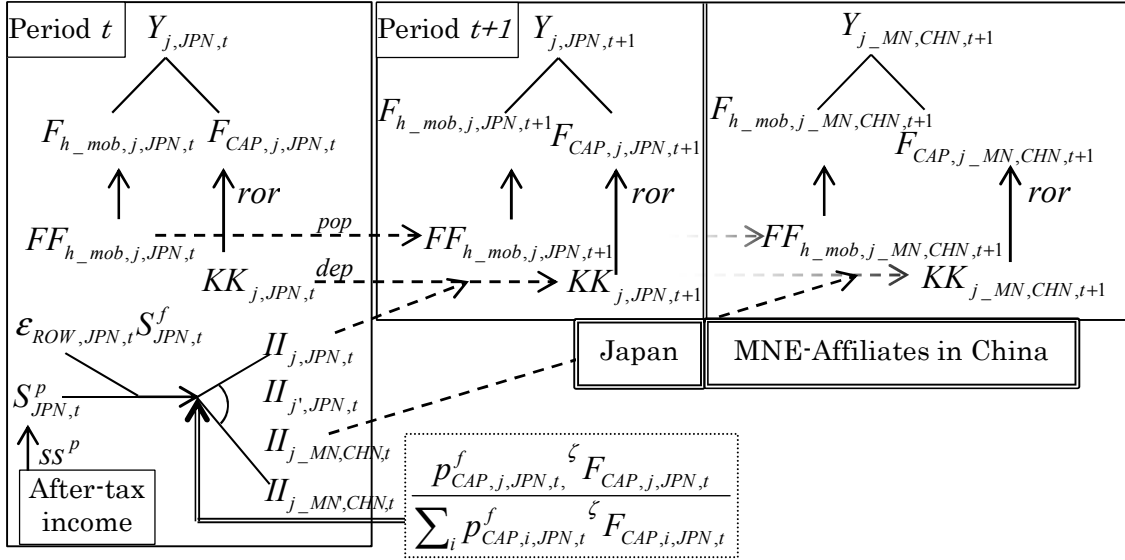 Period t
Y_{j,JPN,t}
F_{h_mob,j,JPN,t}
F_{CAP,j,JPN,t}
ror
FF_{h_mob,j,JPN,t}
KK_{j,JPN,t}
pop
dep
Period t+1
Y_{j,JPN,t+1}
F_{h_mob,j,JPN,t+1}
F_{CAP,j,JPN,t+1}
ror
FF_{h_mob,j,JPN,t+1}
KK_{j,JPN,t+1}
Y_{j_MN,CHN,t+1}
F_{h_mob,j_MN,CHN,t+1}
F_{CAP,j_MN,CHN,t+1}
ror
FF_{h_mob,j_MN,CHN,t+1}
KK_{j_MN,CHN,t+1}
Japan
MNE-Affiliates in China
ε_{ROW,JPN,t}S^f_{JPN,t}
S^p_{JPN,t}
ss^p
After-tax
income
II_{j,JPN,t}
II_{j',JPN,t}
II_{j_MN,CHN,t}
II_{j_MN',CHN,t}
p^f_{CAP,j,JPN,t,}^ζ F_{CAP,j,JPN,t}
∑_i p^f_{CAP,i,JPN,t}^ζ F_{CAP,i,JPN,t}